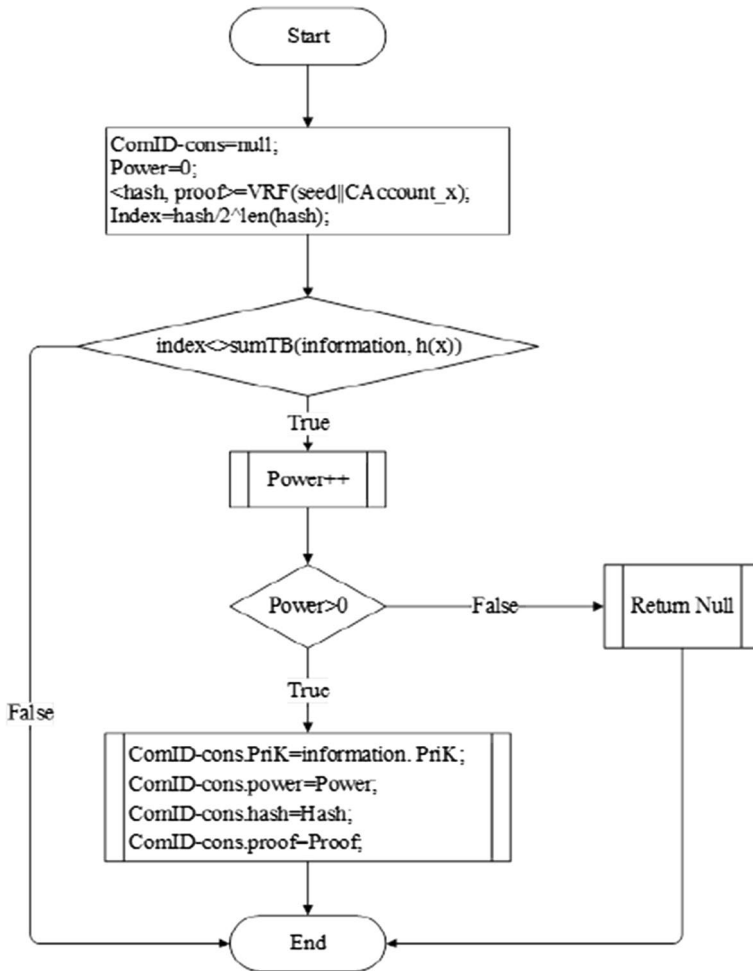 Start
ComID-cons=null;
Power=0;
<hash, proof>=VRF(seed||CAccount_x);
Index=hash/2^len(hash);
index<>sumTB(information, h(x))
True
Power++
Power>0
False
Return Null
True
False
ComID-cons.PriK=information. PriK;
ComID-cons.power=Power;
ComID-cons.hash=Hash;
ComID-cons.proof=Proof;
End